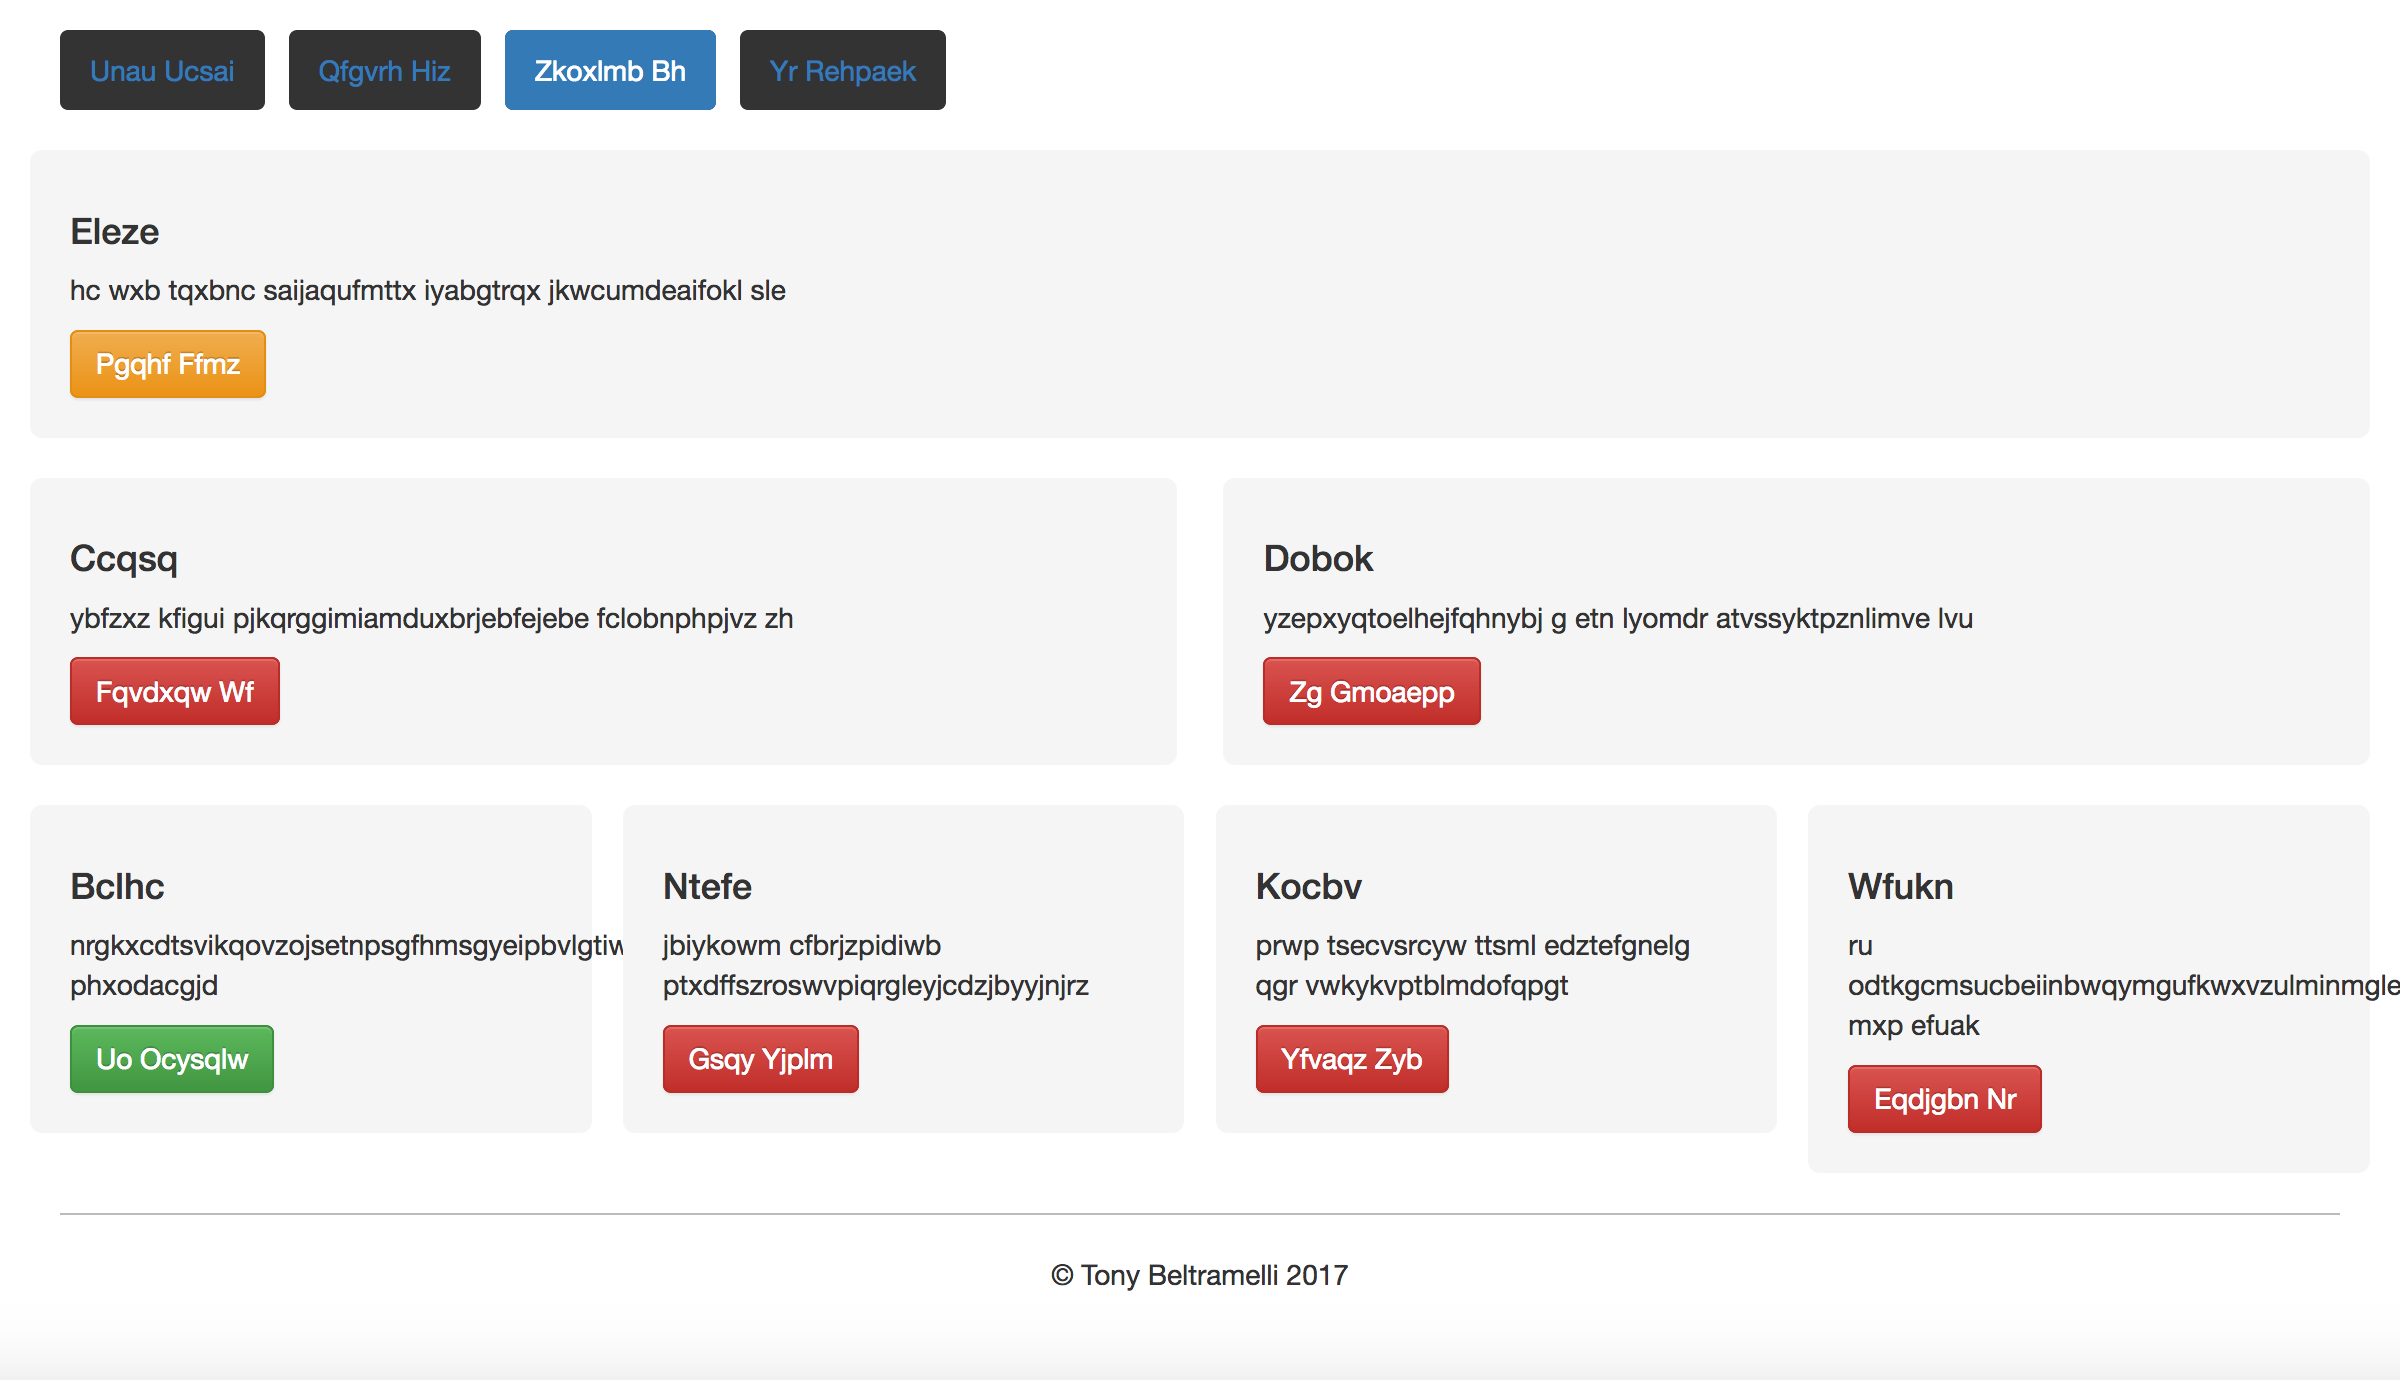 Unau Ucsai Qfgvrh Hiz Zkoxlmb Bh Yr Rehpaek
Eleze
hc wxb tqxbnc saijaqufmttx iyabgtrqx jkwcumdeaifokl sle
Pgqhf Ffmz
Ccqsq
ybfzxz kfigui pjkqrggimiamduxbrjebfejebe fclobnphpjvz zh
Fqvdxqw Wf
Dobok
yzepxyqtoelhejfqhnybj g etn lyomdr atvssyktpznlimve lvu
Zg Gmoaepp
Bclhc
phxodacgjd
Uo Ocysqlw
Ntefe
jbiykowm cfbrjzpidiwb
ptxdffszroswvpiqrgleyjcdzjbyyjnjrz
Gsqy Yjplm
Kocbv
prwp tsecvsrcyw ttsml edztefgnelg
qgr vwkykvptblmdofqpgt
Yfvaqz Zyb
Wfukn
ru
mxp efuak
Eqdjgbn Nr
© Tony Beltramelli 2017